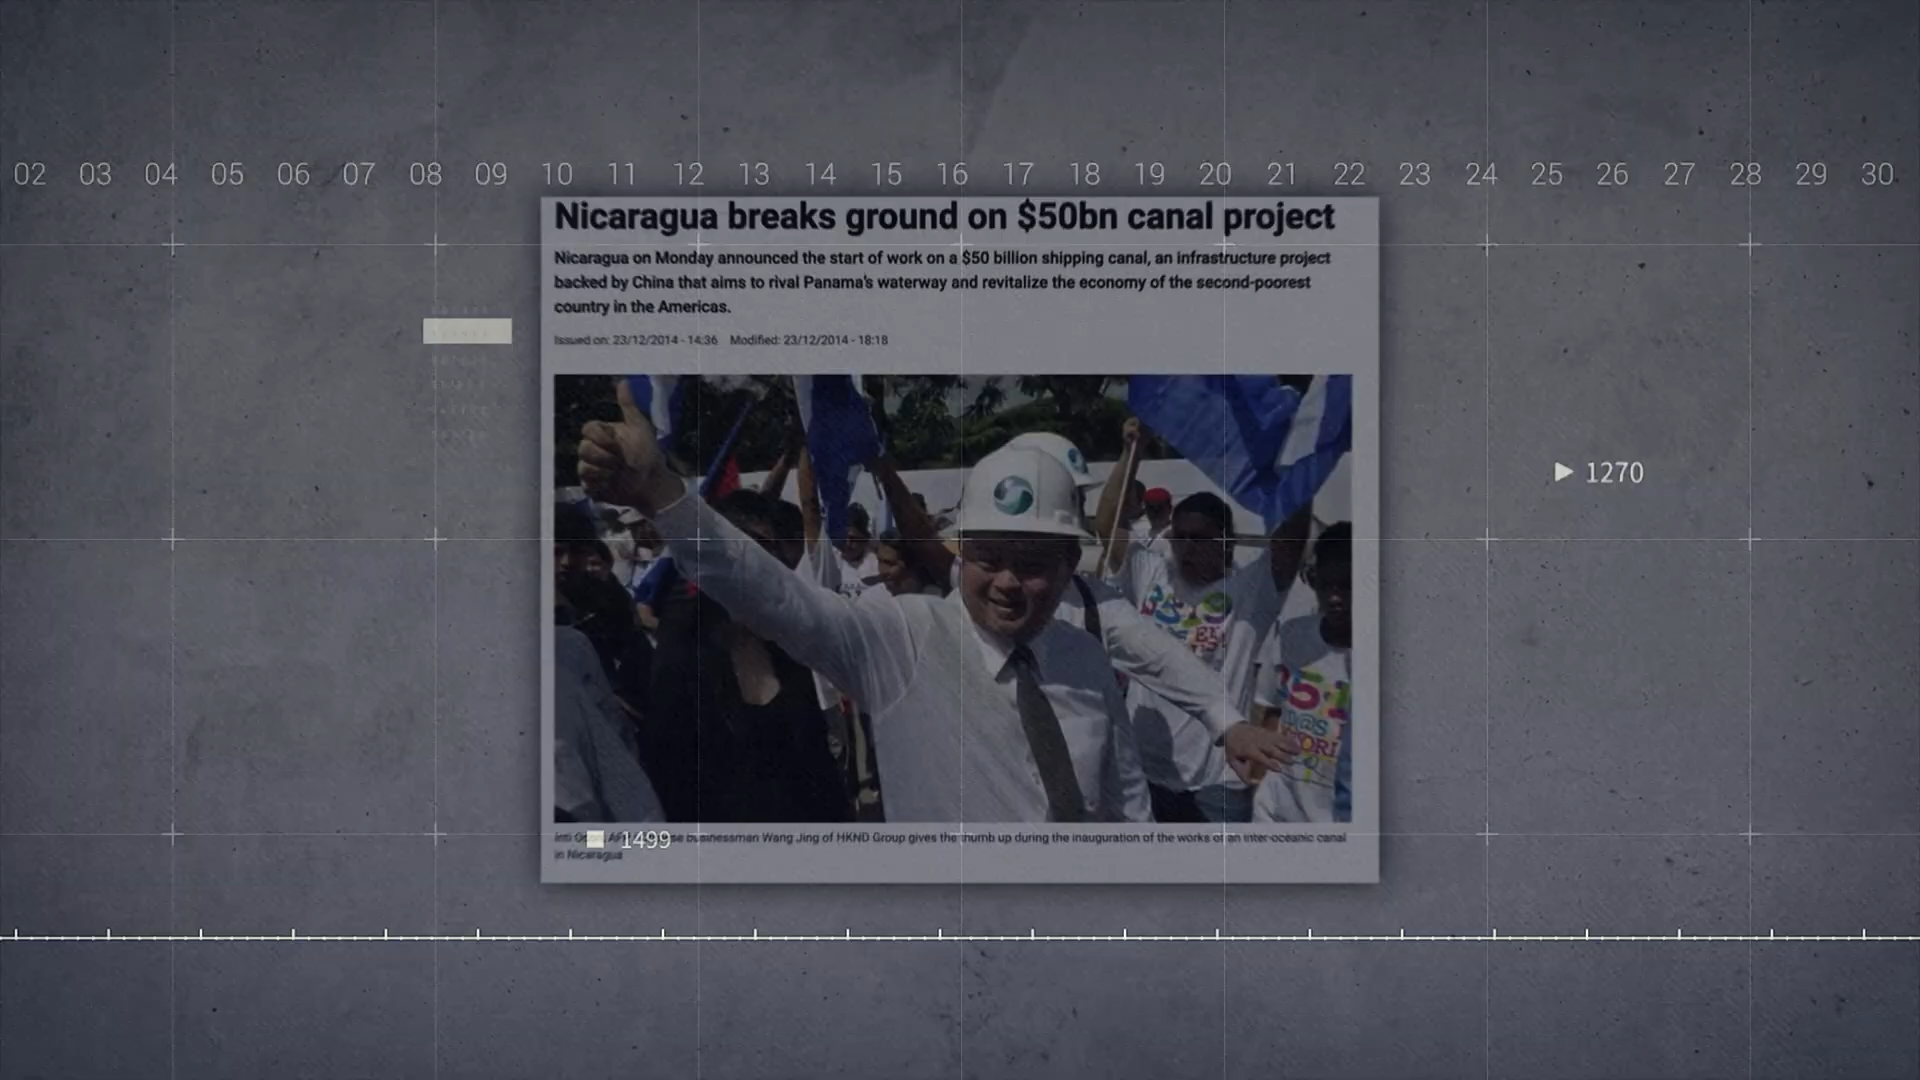 02 03 04 05 06 07 08 09 10 11 12 13 14 15 16 17 18 19 20 21 22 23 24 25 26 27 28 29 30
Nicaragua breaks ground on $50bn canal project
Nicaragua on Monday announced the start of work on a $50 billion shipping canal, an infrastructure project
backed by China that aims to rival Panama's waterway and revitalize the economy of the second-poorest
country in the Americas.
Issued on: 23/12/2014 - 14:36 Modified: 23/12/2014 - 18:18
1270
1499
businessman Wang Jing of HKND Group gives the thumb up during the inauguration of the works of an inter-oceanic canal
in Nicaragua